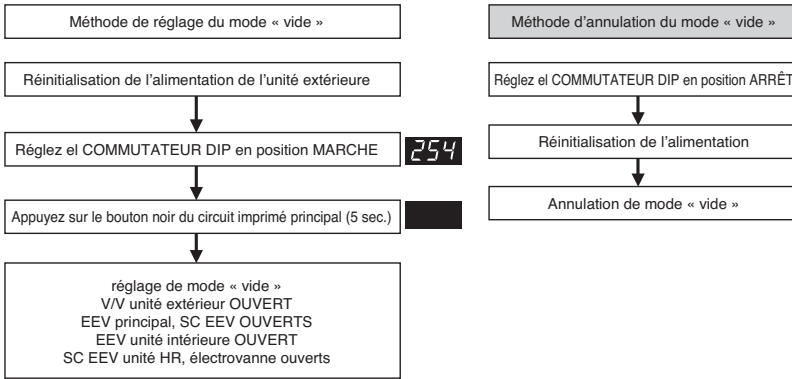 Méthode de réglage du mode « vide »
Réinitialisation de l'alimentation de l'unité extérieure
Réglez el COMMUTATEUR DIP en position MARCHE
254
Appuyez sur le bouton noir du circuit imprimé principal (5 sec.)
réglage de mode « vide »
V/V unité extérieur OUVERT
EEV principal, SC EEV OUVERTS
EEV unité intérieure OUVERT
SC EEV unité HR, électrovanne ouverts
Méthode d'annulation du mode « vide »
Réglez el COMMUTATEUR DIP en position ARRÊT
Réinitialisation de l'alimentation
Annulation de mode « vide »